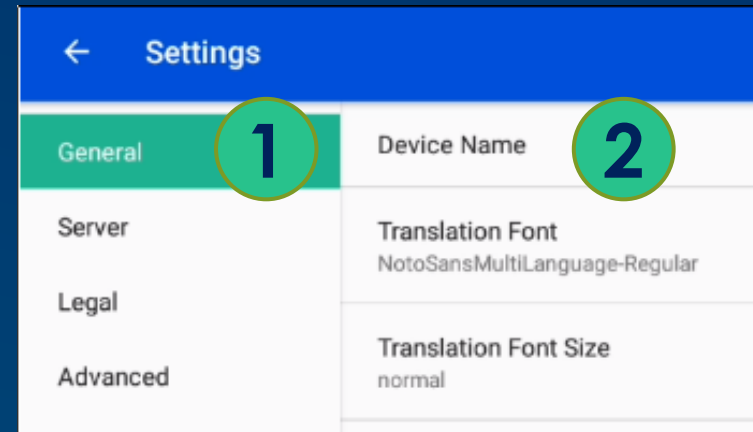 Settings
General
1
Device Name
2
Server
Translation Font
NotoSansMultiLanguage-Regular
Legal
Translation Font Size
normal
Advanced